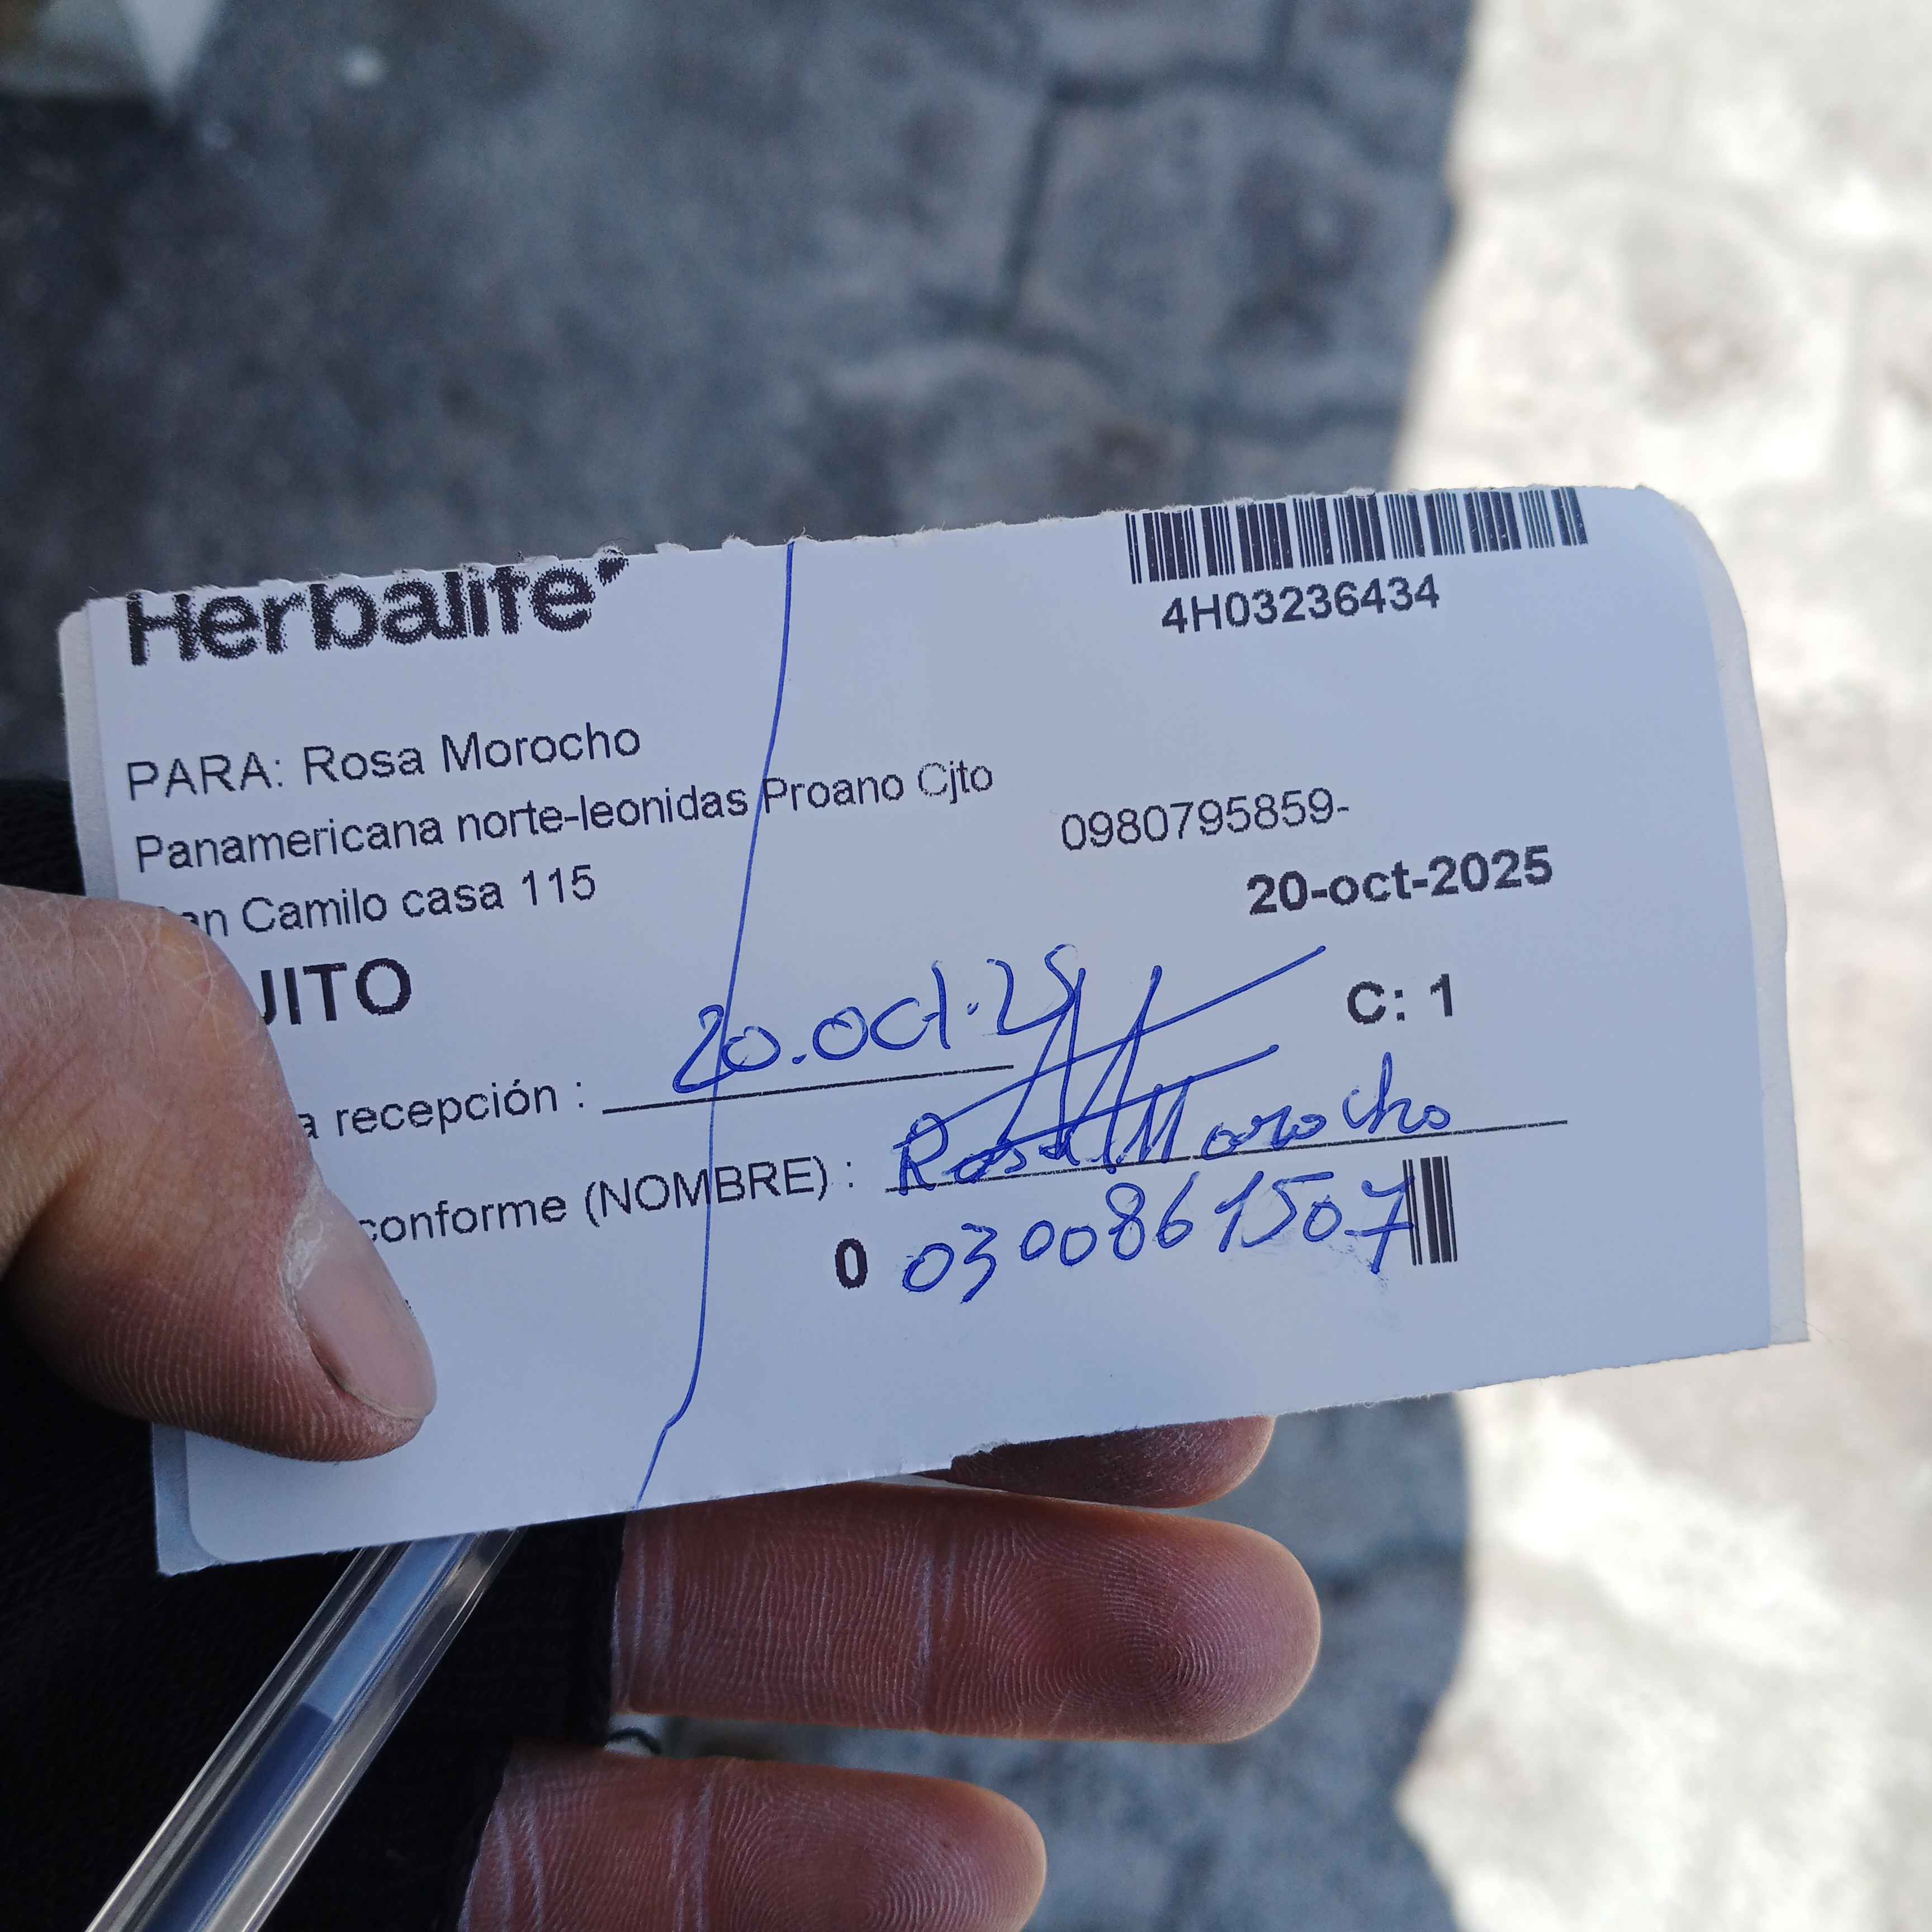 Herbalife
4H03236434
PARA: Rosa Morocho
Panamericana norte-leonidas Proano Cjto
0980795859-
an Camilo casa 115
20-oct-2025
UITO
C: 1
a recepción : 20.oct.25
conforme (NOMBRE) : Rosa Morocho
0 0300861507